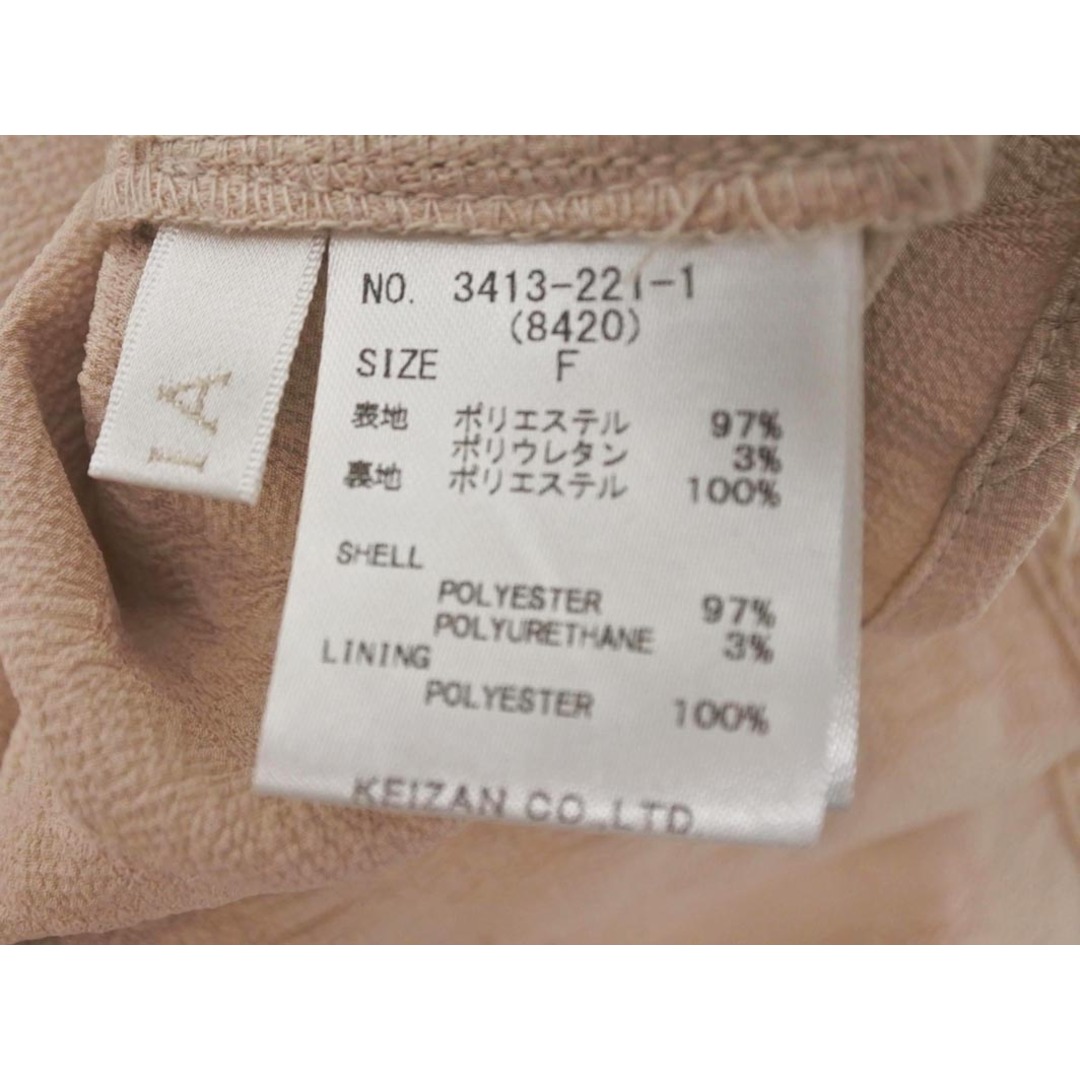 NO. 3413-221-1
(8420)
SIZE F
表地 ポリエステル 97%
ポリウレタン 3%
裏地 ポリエステル 100%
SHELL
POLYESTER 97%
POLYURETHANE 3%
LINING
POLYESTER 100%
KEIZAN CO.LTD